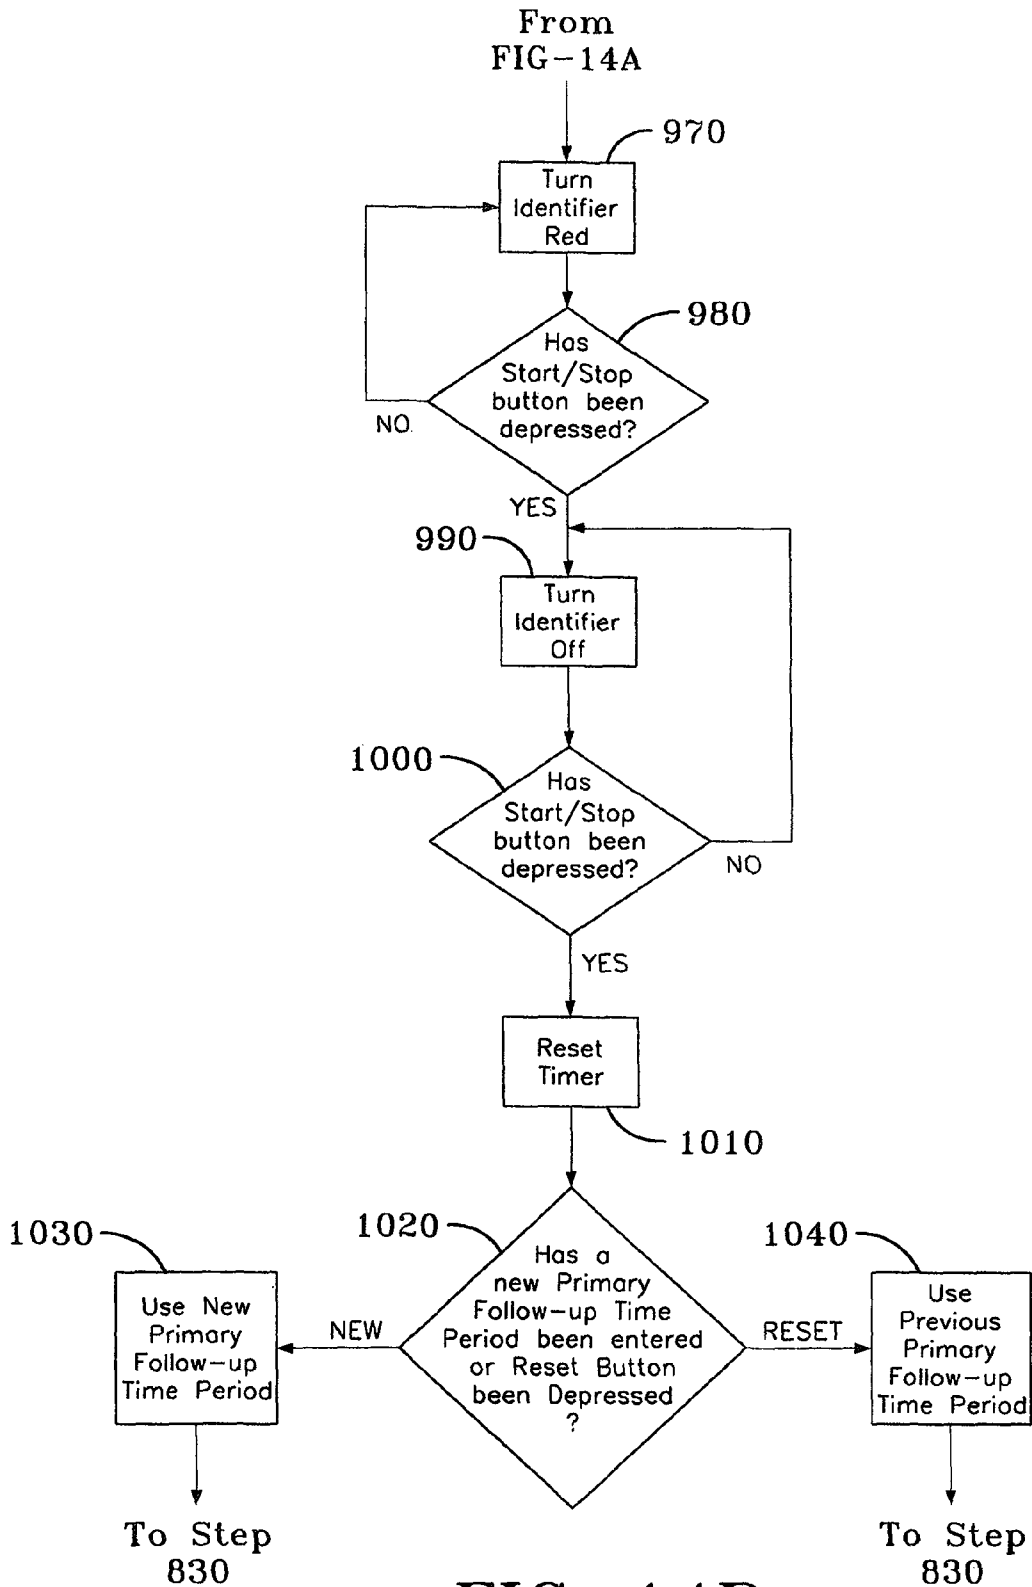 From
FIG-14A
970
Turn
Identifier
Red
980
Has
Start/Stop
button been
depressed?
NO
YES
990
Turn
Identifier
Off
1000
Has
Start/Stop
button been
depressed?
NO
YES
Reset
Timer
1010
1020
Has a
new Primary
Follow-up Time
Period been entered
or Reset Button
been Depressed
?
NEW
RESET
1030
Use New
Primary
Follow-up
Time Period
1040
Use
Previous
Primary
Follow-up
Time Period
To Step
830
To Step
830